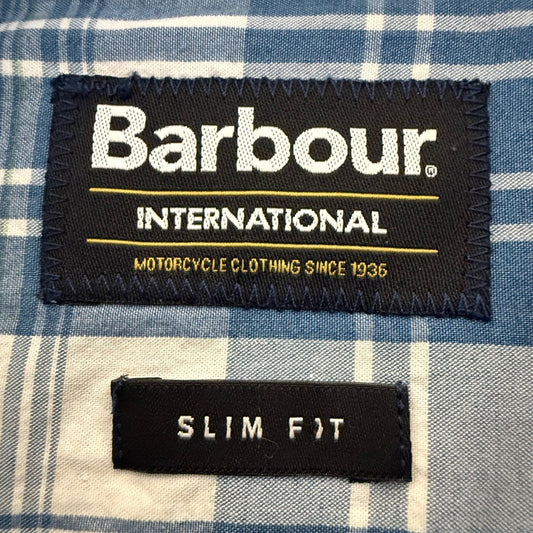 Barbour®
INTERNATIONAL
MOTORCYCLE CLOTHING SINCE 1936
SLIM FIT